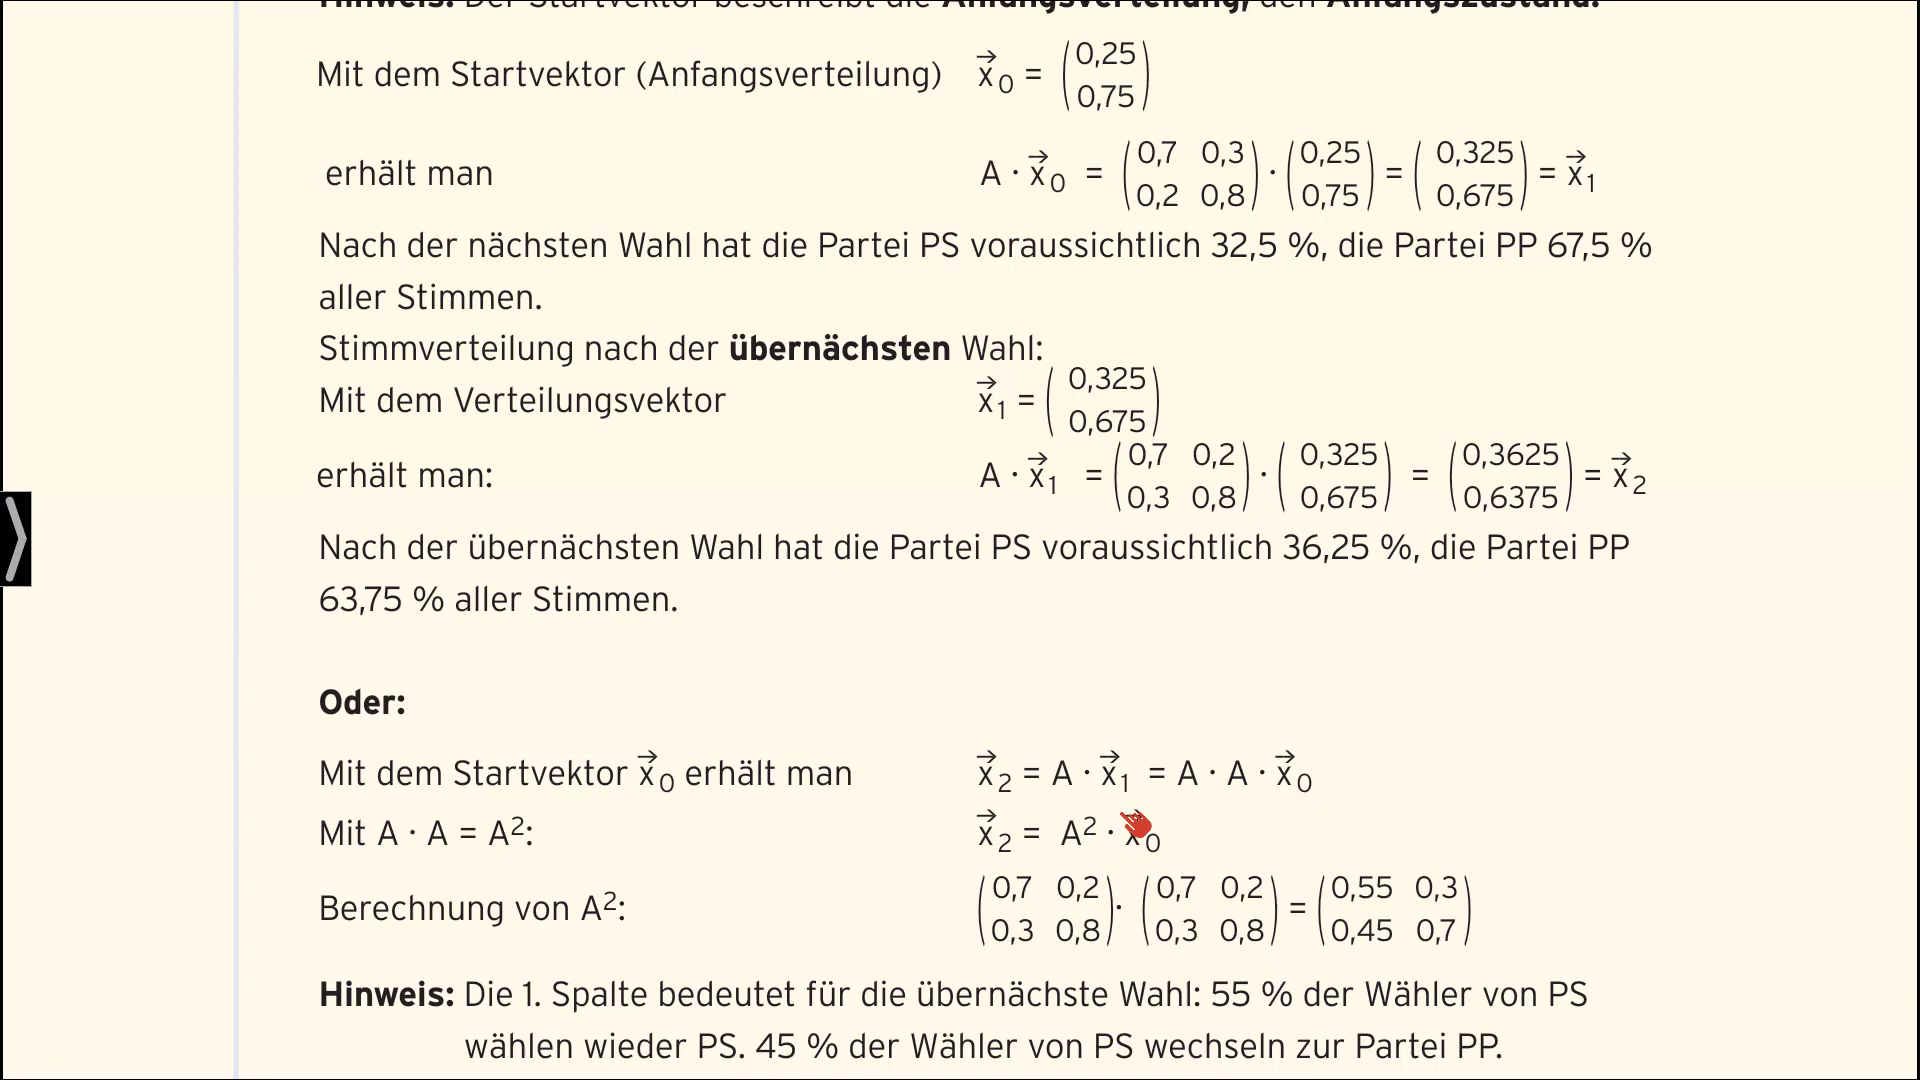 Hinweis: Der Startvektor beschreibt die Anfangsverteilung, den Anfangszustand.
Mit dem Startvektor (Anfangsverteilung) x⃗₀ = (0,25; 0,75)
erhält man A · x⃗₀ = (0,7 0,3; 0,2 0,8) · (0,25; 0,75) = (0,325; 0,675) = x⃗₁
Nach der nächsten Wahl hat die Partei PS voraussichtlich 32,5 %, die Partei PP 67,5 %
aller Stimmen.
Stimmverteilung nach der übernächsten Wahl:
Mit dem Verteilungsvektor x⃗₁ = (0,325; 0,675)
erhält man: A · x⃗₁ = (0,7 0,2; 0,3 0,8) · (0,325; 0,675) = (0,3625; 0,6375) = x⃗₂
Nach der übernächsten Wahl hat die Partei PS voraussichtlich 36,25 %, die Partei PP
63,75 % aller Stimmen.
Oder:
Mit dem Startvektor x⃗₀ erhält man x⃗₂ = A · x⃗₁ = A · A · x⃗₀
Mit A · A = A²: x⃗₂ = A² · x⃗₀
Berechnung von A²: (0,7 0,2; 0,3 0,8) · (0,7 0,2; 0,3 0,8) = (0,55 0,3; 0,45 0,7)
Hinweis: Die 1. Spalte bedeutet für die übernächste Wahl: 55 % der Wähler von PS
wählen wieder PS. 45 % der Wähler von PS wechseln zur Partei PP.